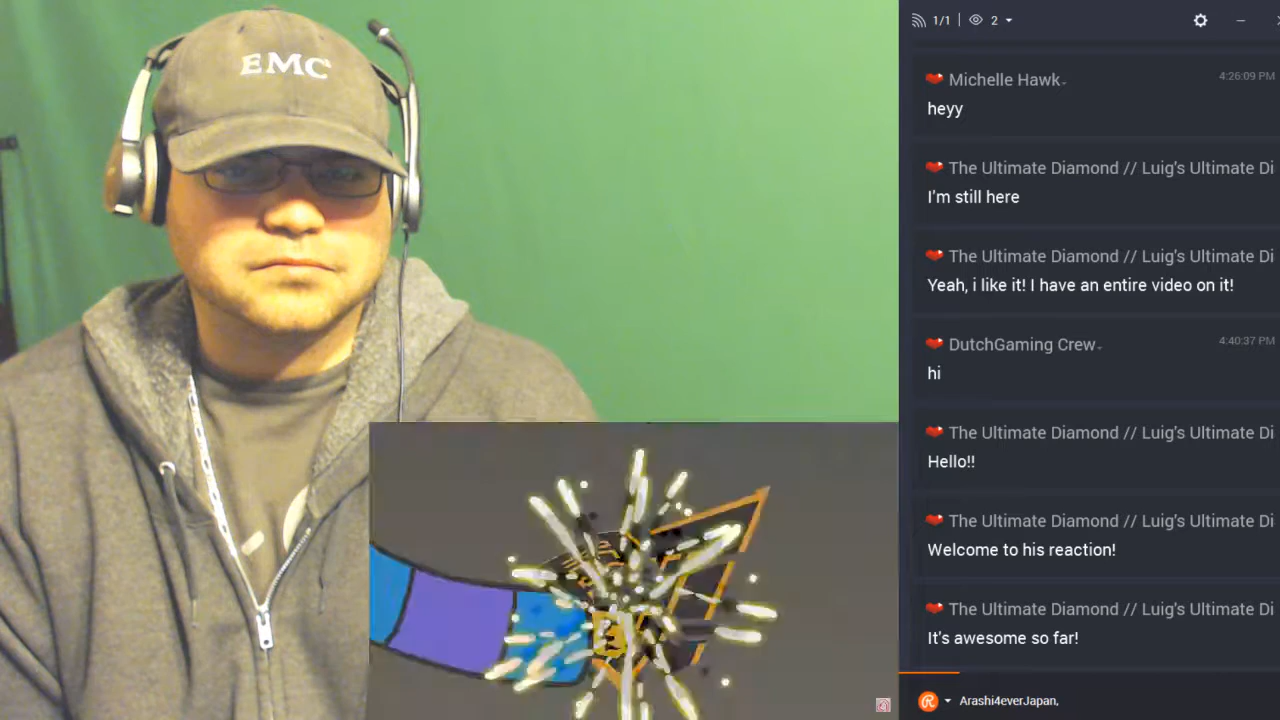 EMC
1/1
2
Michelle Hawk
4:26:09 PM
heyy
The Ultimate Diamond // Luig's Ultimate Di
I'm still here
The Ultimate Diamond // Luig's Ultimate Di
Yeah, i like it! I have an entire video on it!
DutchGaming Crew
4:40:37 PM
hi
The Ultimate Diamond // Luig's Ultimate Di
Hello!!
The Ultimate Diamond // Luig's Ultimate Di
Welcome to his reaction!
The Ultimate Diamond // Luig's Ultimate Di
It's awesome so far!
Arashi4everJapan,